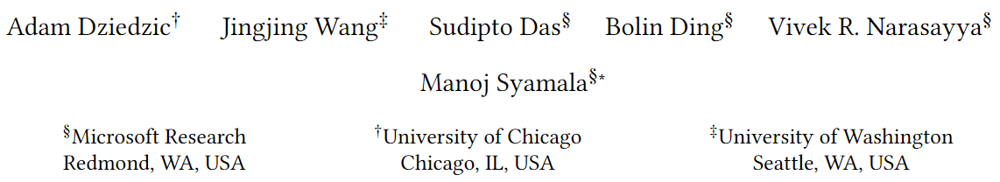 Adam Dziedzic† Jingjing Wang‡ Sudipto Das§ Bolin Ding§ Vivek R. Narasayya§
Manoj Syamala§*
§Microsoft Research †University of Chicago ‡University of Washington
Redmond, WA, USA Chicago, IL, USA Seattle, WA, USA